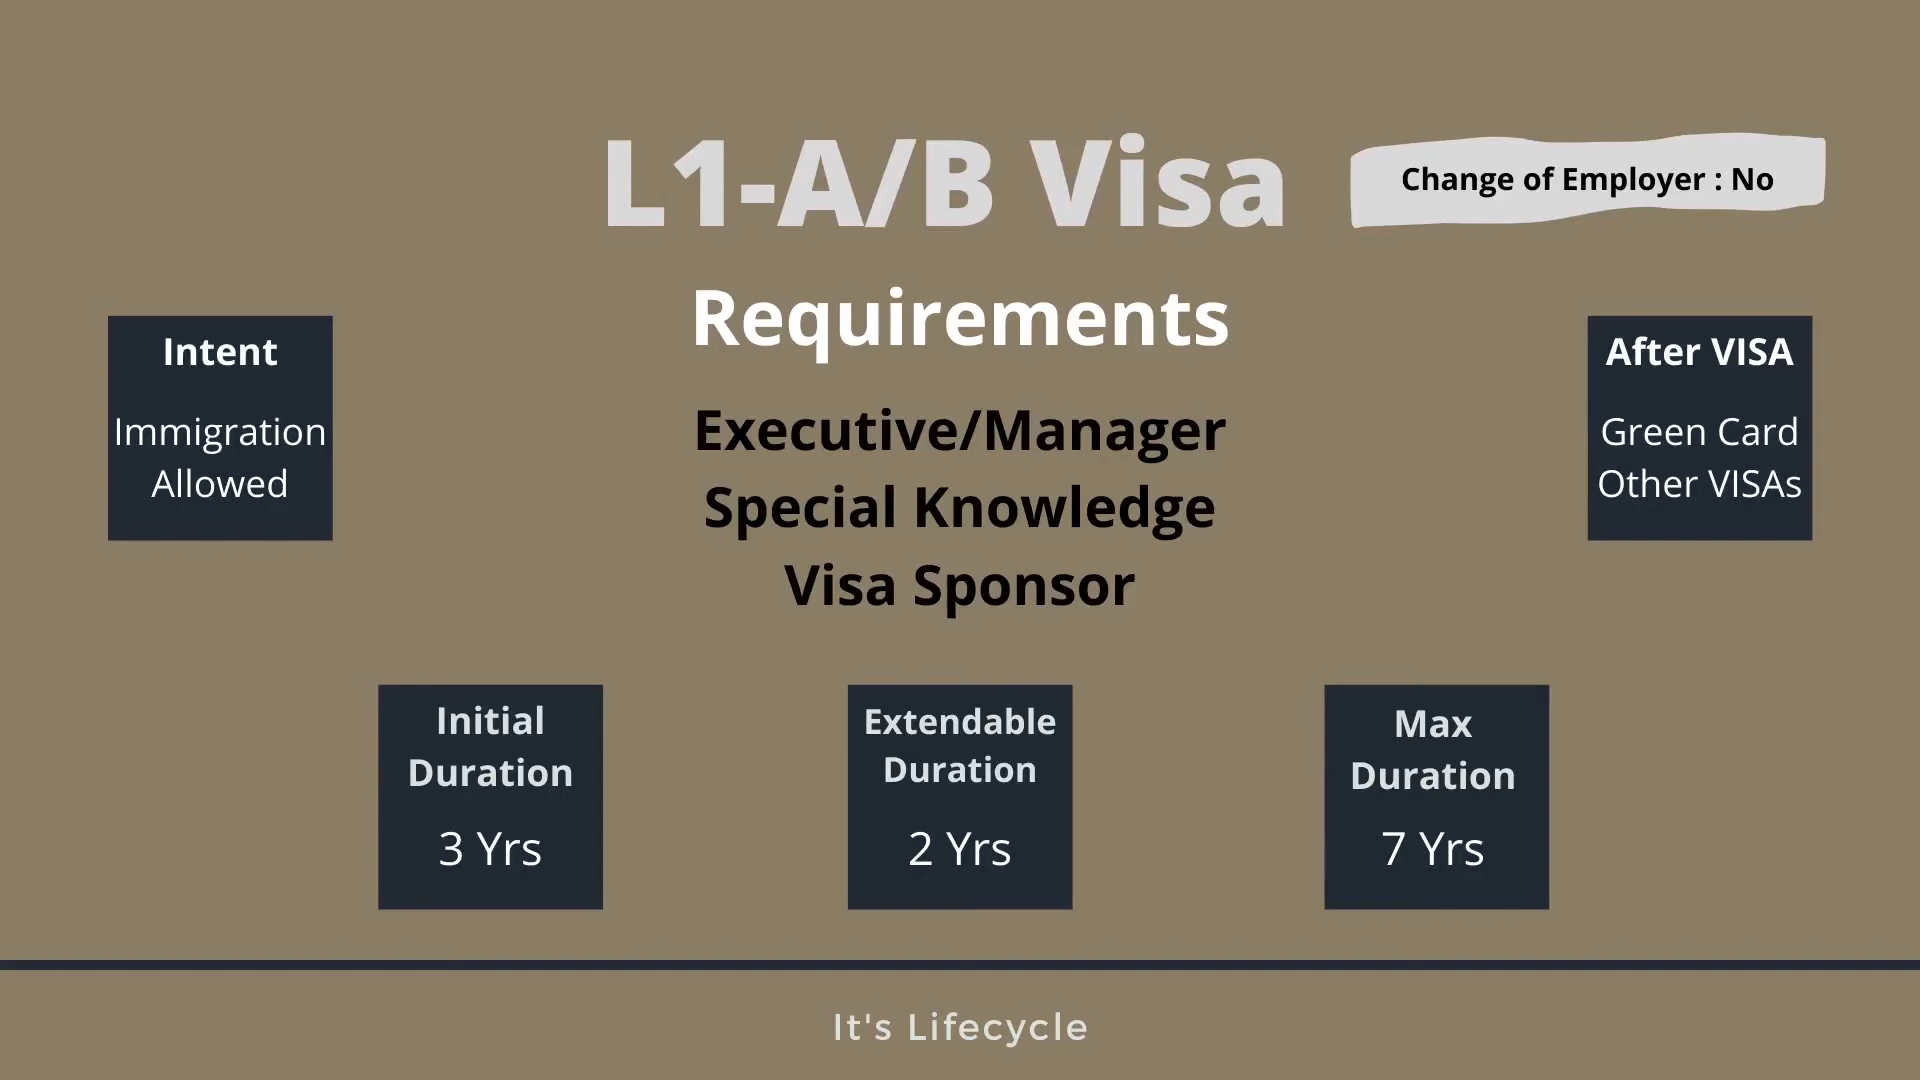 L1-A/B Visa
Change of Employer : No
Requirements
Intent
Immigration
Allowed
Executive/Manager
Special Knowledge
Visa Sponsor
After VISA
Green Card
Other VISAs
Initial
Duration
3 Yrs
Extendable
Duration
2 Yrs
Max
Duration
7 Yrs
It's Lifecycle